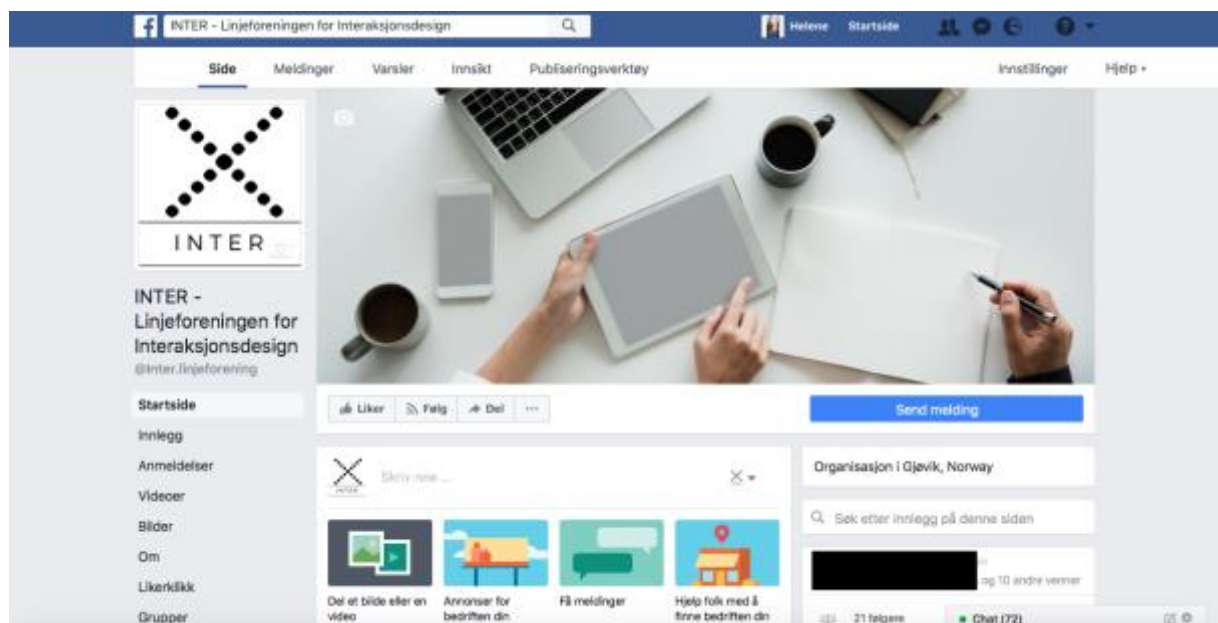 INTER - Linjeforeningen for Interaksjonsdesign
Helene Startside
Side Meldinger Varsler Innsikt Publiseringsverktøy Innstillinger Hjelp
INTER
INTER -
Linjeforeningen for
Interaksjonsdesign
@Inter.linjeforening
Startside
Innlegg
Anmeldelser
Videoer
Bilder
Om
Likerklikk
Grupper
Liker Følg Del ...
Send melding
INTER
Skriv noe ...
Del et bilde eller en
video
Annonser for
bedriften din
Få meldinger
Hjelp folk med å
finne bedriften din
Organisasjon i Gjøvik, Norway
Søk etter innlegg på denne siden
og 10 andre venner
21 følgere
Chat (72)